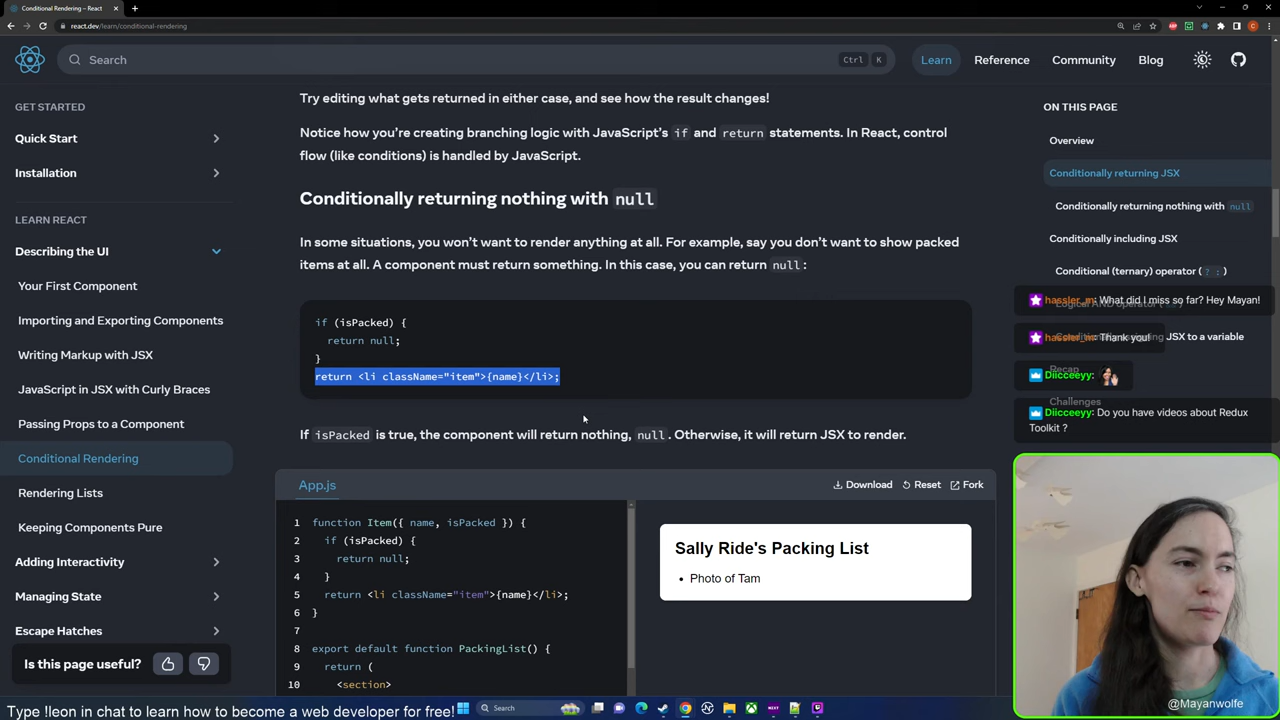 Conditional Rendering – React
react.dev/learn/conditional-rendering
Search
Ctrl K
Learn
Reference
Community
Blog
GET STARTED
Quick Start
Installation
LEARN REACT
Describing the UI
Your First Component
Importing and Exporting Components
Writing Markup with JSX
JavaScript in JSX with Curly Braces
Passing Props to a Component
Conditional Rendering
Rendering Lists
Keeping Components Pure
Adding Interactivity
Managing State
Escape Hatches
Is this page useful?
Try editing what gets returned in either case, and see how the result changes!
Notice how you're creating branching logic with JavaScript's if and return statements. In React, control
flow (like conditions) is handled by JavaScript.
Conditionally returning nothing with null
In some situations, you won't want to render anything at all. For example, say you don't want to show packed
items at all. A component must return something. In this case, you can return null:
if (isPacked) {
return null;
}
return <li className="item">{name}</li>;
If isPacked is true, the component will return nothing, null. Otherwise, it will return JSX to render.
App.js
Download
Reset
Fork
1 function Item({ name, isPacked }) {
2 if (isPacked) {
3 return null;
4 }
5 return <li className="item">{name}</li>;
6 }
7
8 export default function PackingList() {
9 return (
10 <section>
Sally Ride's Packing List
• Photo of Tam
ON THIS PAGE
Overview
Conditionally returning JSX
Conditionally returning nothing with null
Conditionally including JSX
Conditional (ternary) operator (? :)
hassler_m: What did I miss so far? Hey Mayan!
Logical AND operator (
hassler_m: Thank you!
JSX to a variable
Recap
Diicceeyy:
Challenges
Diicceeyy: Do you have videos about Redux
Toolkit ?
@Mayanwolfe
Type !leon in chat to learn how to become a web developer for free!
Search